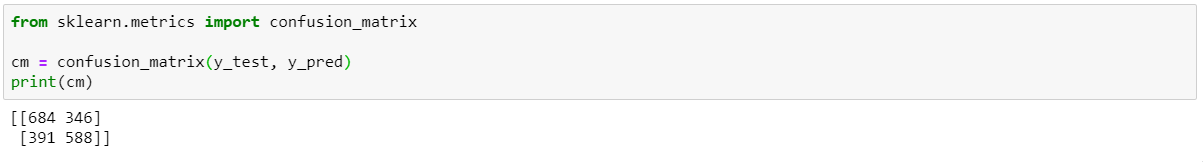 from sklearn.metrics import confusion_matrix
cm = confusion_matrix(y_test, y_pred)
print(cm)
[[684 346]
[391 588]]